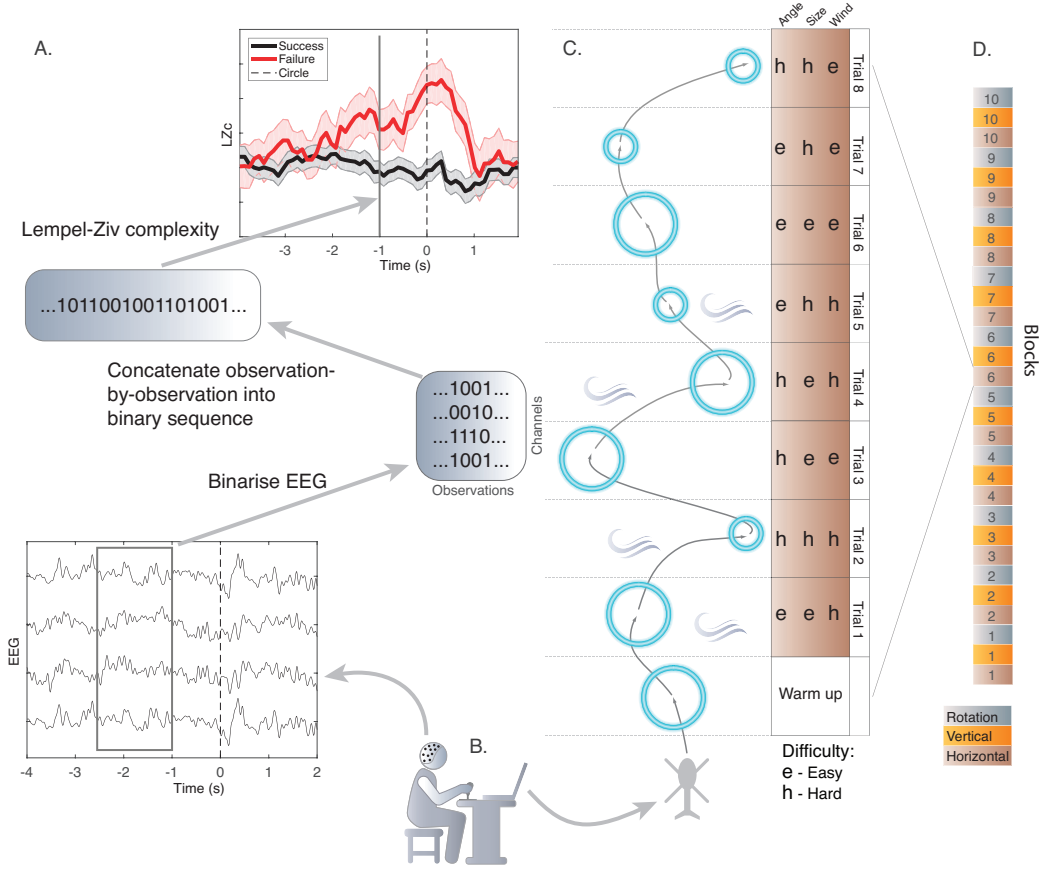 A.
Success
Failure
Circle
LZc
-3
-2
-1
0
1
Time (s)
Lempel-Ziv complexity
...1011001001101001...
Concatenate observation-
by-observation into
binary sequence
...1001...
...0010...
...1110...
...1001...
Channels
Observations
Binarise EEG
EEG
-4
-3
-2
-1
0
1
2
Time (s)
B.
C.
Angle
Size
Wind
h h e
Trial 8
e h e
Trial 7
e e e
Trial 6
e h h
Trial 5
h e h
Trial 4
h e e
Trial 3
h h h
Trial 2
e e h
Trial 1
Warm up
Difficulty:
e - Easy
h - Hard
D.
10
10
10
9
9
9
8
8
8
7
7
7
6
6
6
5
5
5
4
4
4
3
3
3
2
2
2
1
1
1
Blocks
Rotation
Vertical
Horizontal